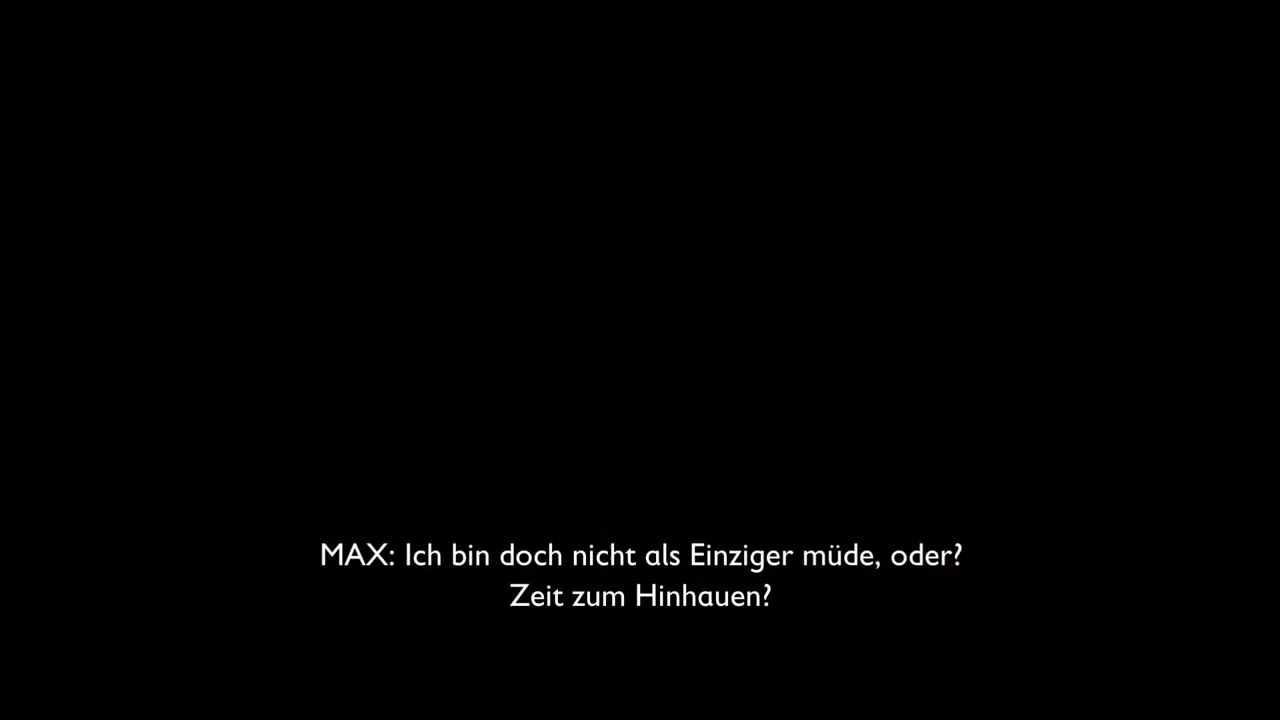 MAX: Ich bin doch nicht als Einziger müde, oder?
Zeit zum Hinhauen?